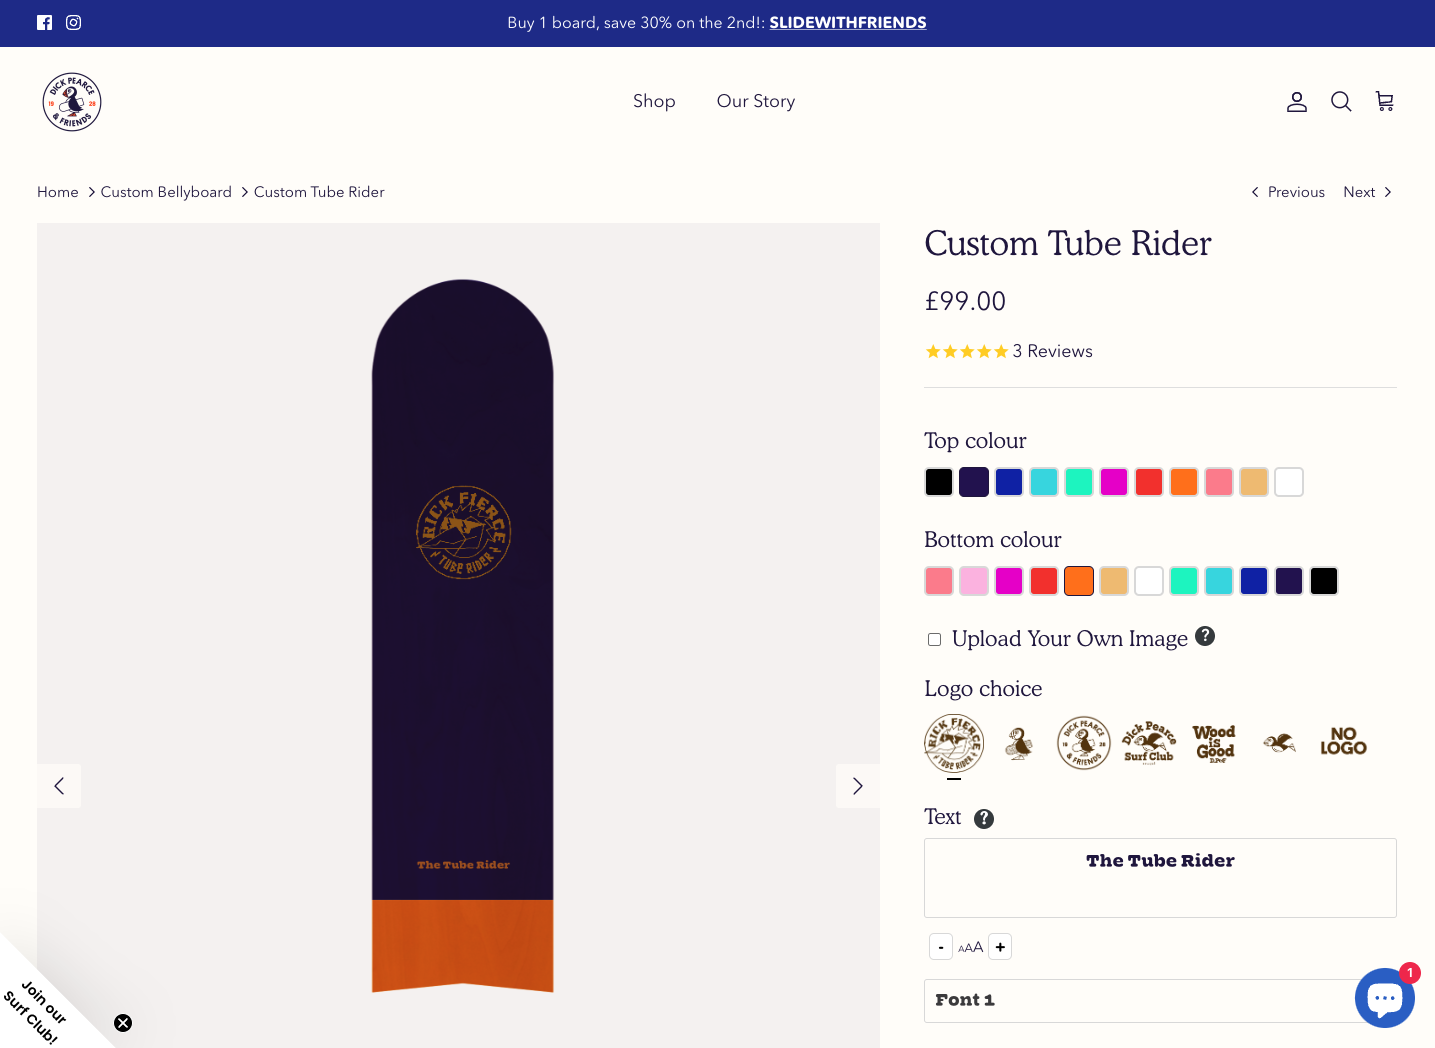 Buy 1 board, save 30% on the 2nd!: SLIDEWITHFRIENDS
DICK PEARCE
19 28
& FRIENDS
Shop
Our Story
Home > Custom Bellyboard > Custom Tube Rider
< Previous
Next >
Custom Tube Rider
£99.00
3 Reviews
Top colour
Bottom colour
Upload Your Own Image ?
Logo choice
RICK FIERCE
TUBE RIDER
DICK PEARCE
19 28
& FRIENDS
Dick Pearce
Surf Club
Wood
is
Good
D.P&F
NO
LOGO
Text ?
The Tube Rider
- AAA +
Font 1
RICK FIERCE
TUBE RIDER
The Tube Rider
Join our
Surf Club!
1